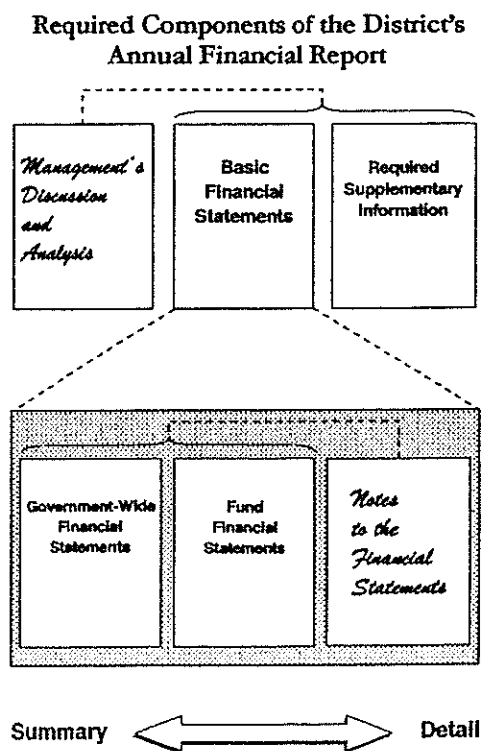 Required Components of the District's
Annual Financial Report
Management's
Discussion
and
Analysis
Basic
Financial
Statements
Required
Supplementary
Information
Government-Wide
Financial
Statements
Fund
Financial
Statements
Notes
to the
Financial
Statements
Summary
Detail